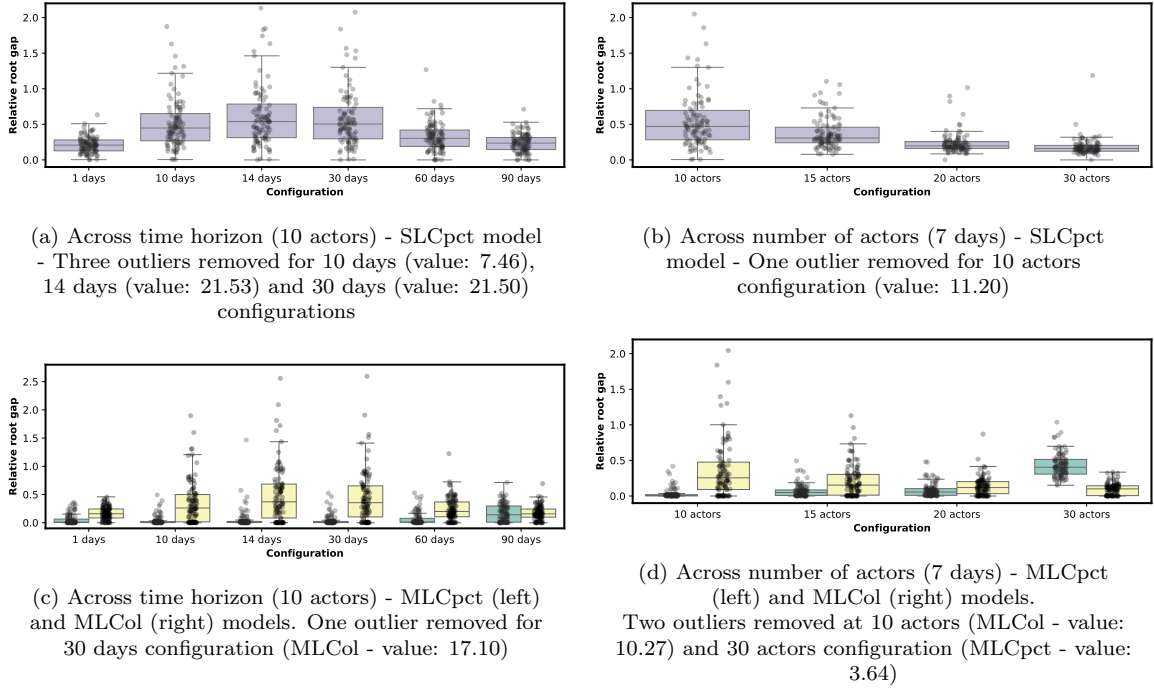 2.0
1.5
1.0
0.5
0.0
Relative root gap
1 days 10 days 14 days 30 days 60 days 90 days
Configuration
(a) Across time horizon (10 actors) - SLCpct model
- Three outliers removed for 10 days (value: 7.46),
14 days (value: 21.53) and 30 days (value: 21.50)
configurations
2.0
1.5
1.0
0.5
0.0
Relative root gap
10 actors 15 actors 20 actors 30 actors
Configuration
(b) Across number of actors (7 days) - SLCpct
model - One outlier removed for 10 actors
configuration (value: 11.20)
2.5
2.0
1.5
1.0
0.5
0.0
Relative root gap
1 days 10 days 14 days 30 days 60 days 90 days
Configuration
(c) Across time horizon (10 actors) - MLCpct (left)
and MLCol (right) models. One outlier removed for
30 days configuration (MLCol - value: 17.10)
2.0
1.5
1.0
0.5
0.0
Relative root gap
10 actors 15 actors 20 actors 30 actors
Configuration
(d) Across number of actors (7 days) - MLCpct
(left) and MLCol (right) models.
Two outliers removed at 10 actors (MLCol - value:
10.27) and 30 actors configuration (MLCpct - value:
3.64)